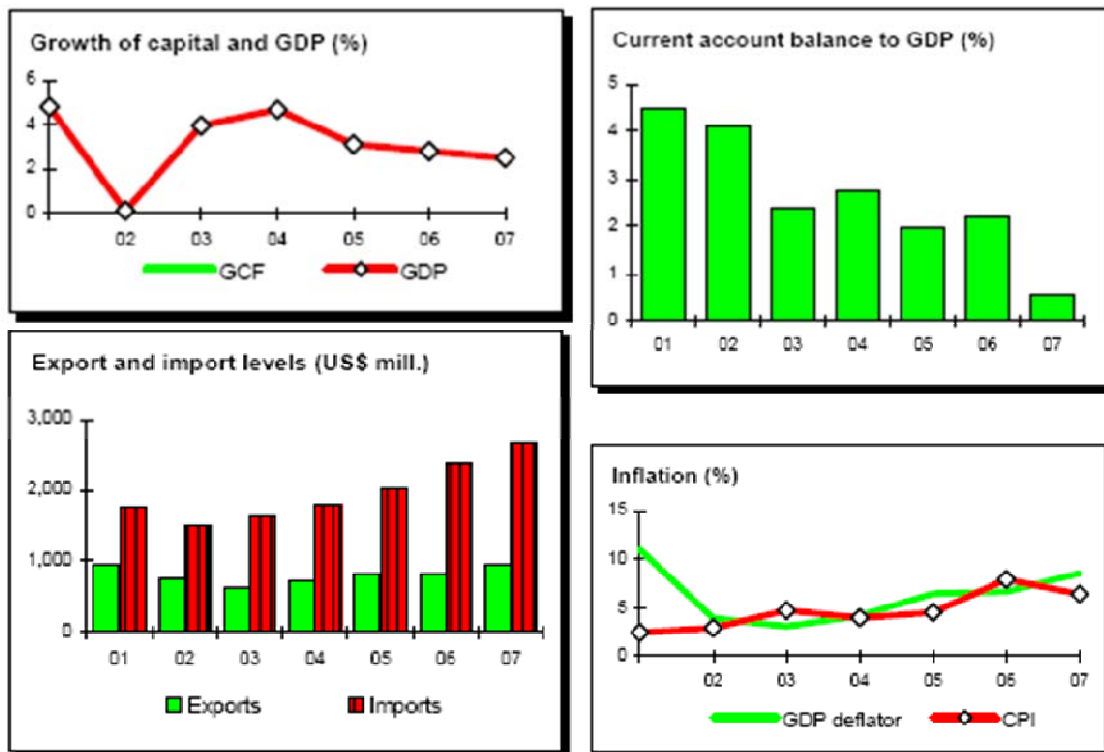 Growth of capital and GDP (%)
6
4
2
0
02 03 04 05 06 07
GCF GDP
Current account balance to GDP (%)
5
4
3
2
1
0
01 02 03 04 05 06 07
Export and import levels (US$ mill.)
3,000
2,000
1,000
0
01 02 03 04 05 06 07
Exports Imports
Inflation (%)
15
10
5
0
02 03 04 05 06 07
GDP deflator CPI